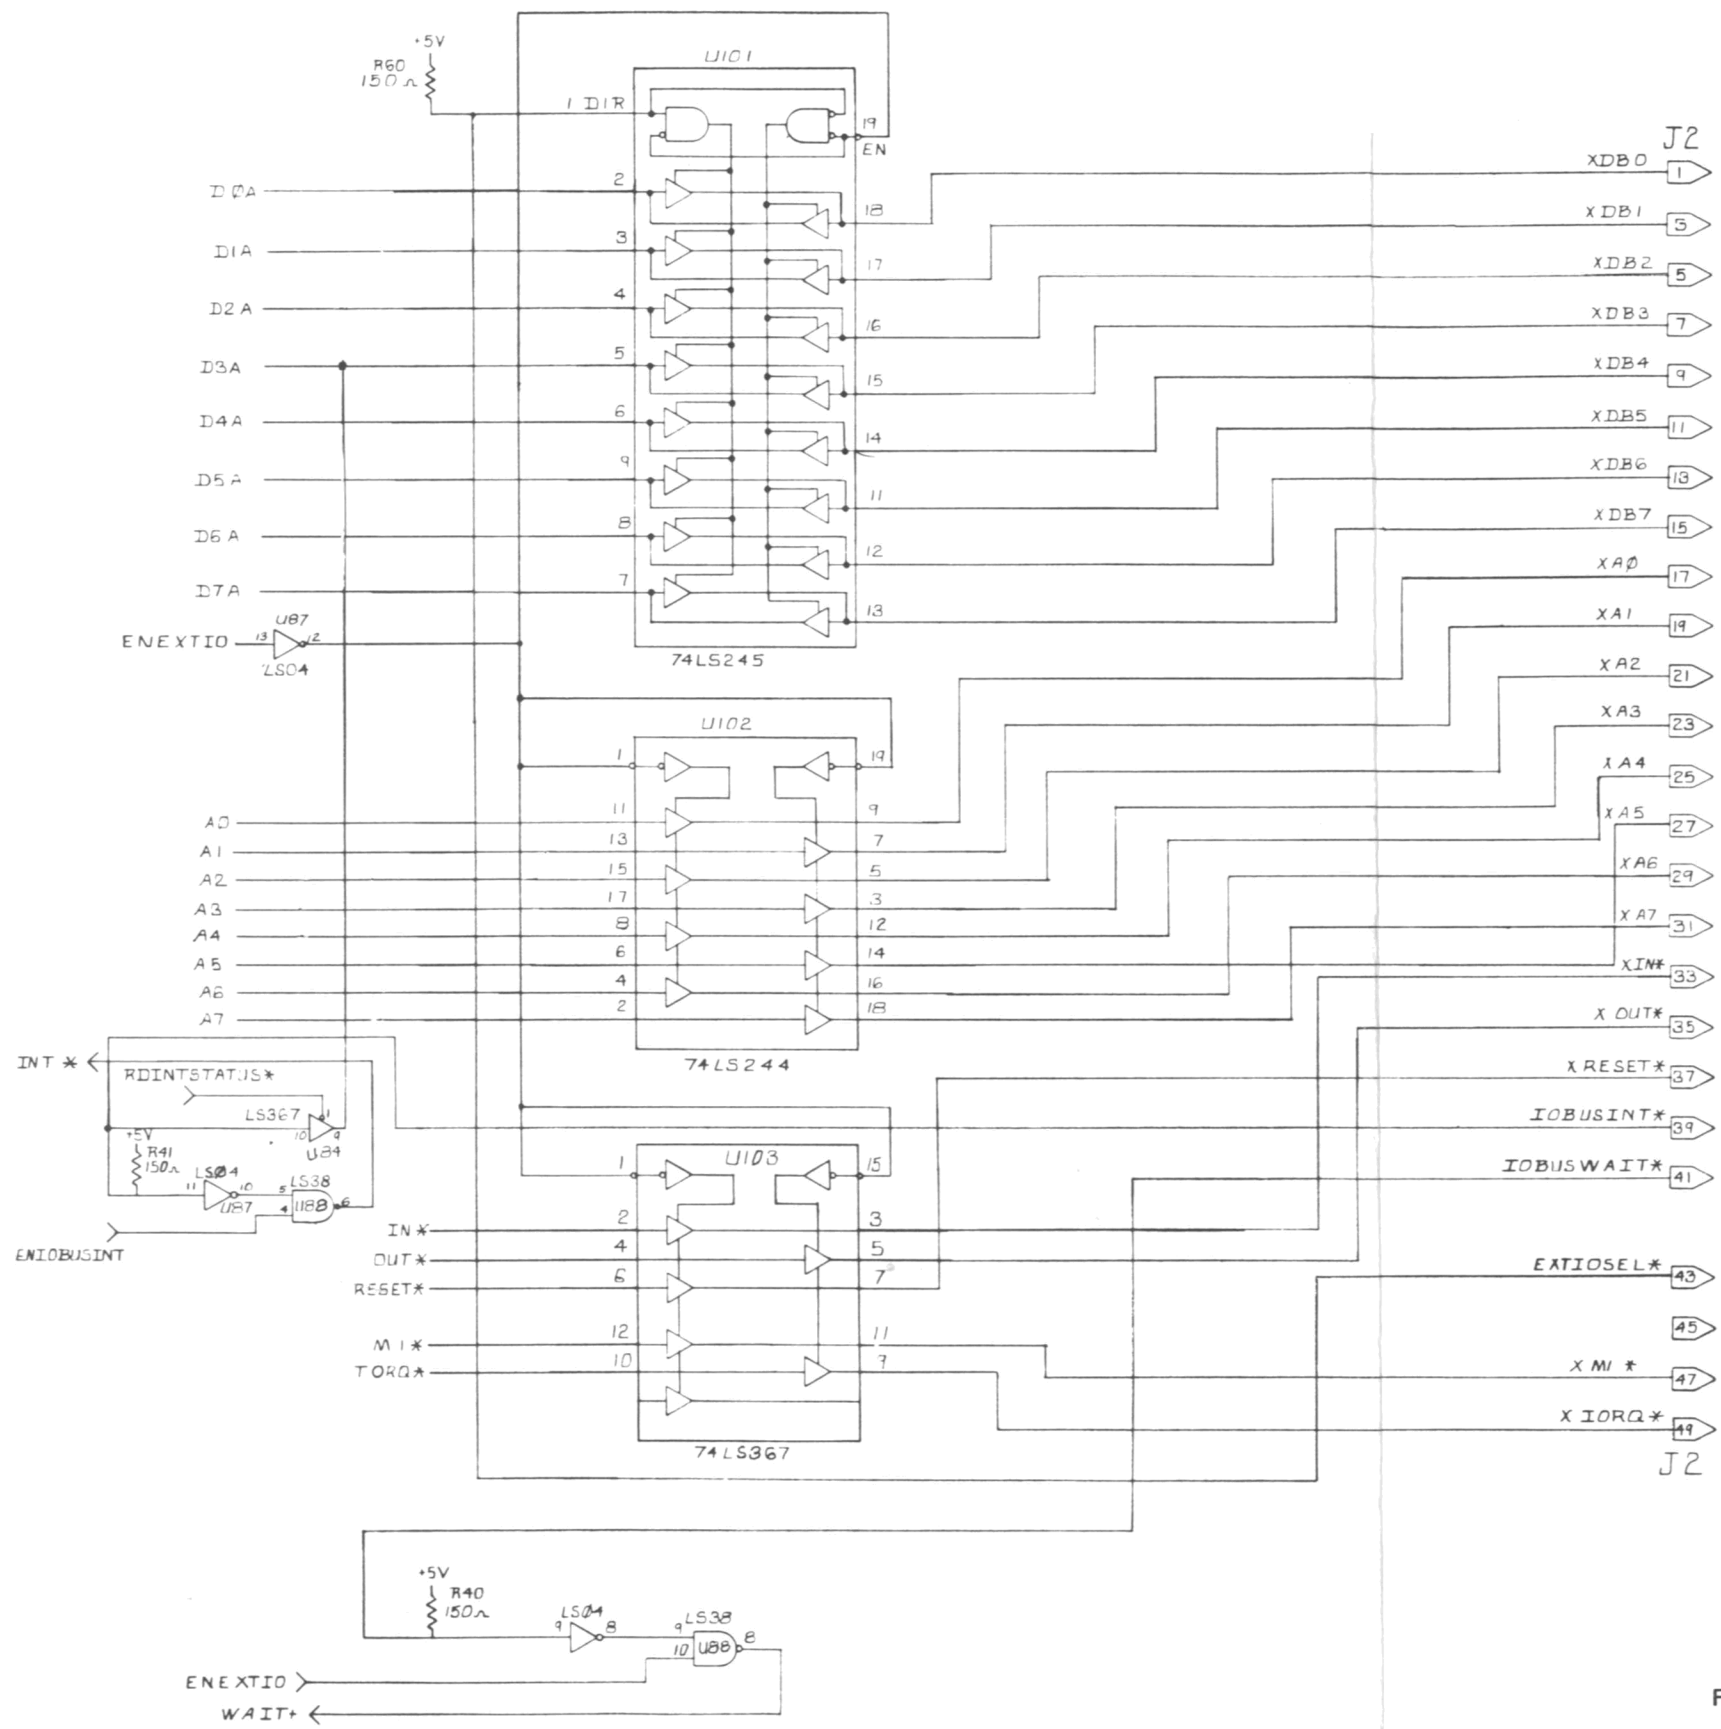 +5V
R60
150Ω
U101
1 DIR
19
EN
J2
XDB0
1
DØA
2
18
XDB1
3
D1A
3
17
XDB2
5
D2A
4
16
XDB3
7
D3A
5
15
XDB4
9
D4A
6
14
XDB5
11
D5A
9
11
XDB6
13
D6A
8
12
XDB7
15
D7A
7
13
XAØ
17
ENEXTIO
13
U87
12
LS04
74LS245
XA1
19
XA2
21
U102
XA3
23
1
19
XA4
25
A0
11
9
XA5
27
A1
13
7
A2
15
5
XA6
29
A3
17
3
A4
8
12
XA7
31
A5
6
14
XIN*
33
A6
4
16
A7
2
18
X OUT*
35
74LS244
INT *
RDINTSTATUS*
X RESET*
37
LS367
1
10
9
U84
IOBUSINT*
39
+5V
R41
150Ω
LSØ4
11
10
U87
LS38
5
4
U88
6
ENIOBUSINT
U103
1
15
IOBUSWAIT*
41
IN*
2
3
OUT*
4
5
RESET*
6
7
EXTIOSEL*
43
45
M1*
12
11
IORQ*
10
9
X M1 *
47
X IORQ*
49
74LS367
J2
+5V
R40
150Ω
LSØ4
9
8
LS38
9
10
U88
8
ENEXTIO
WAIT+
F